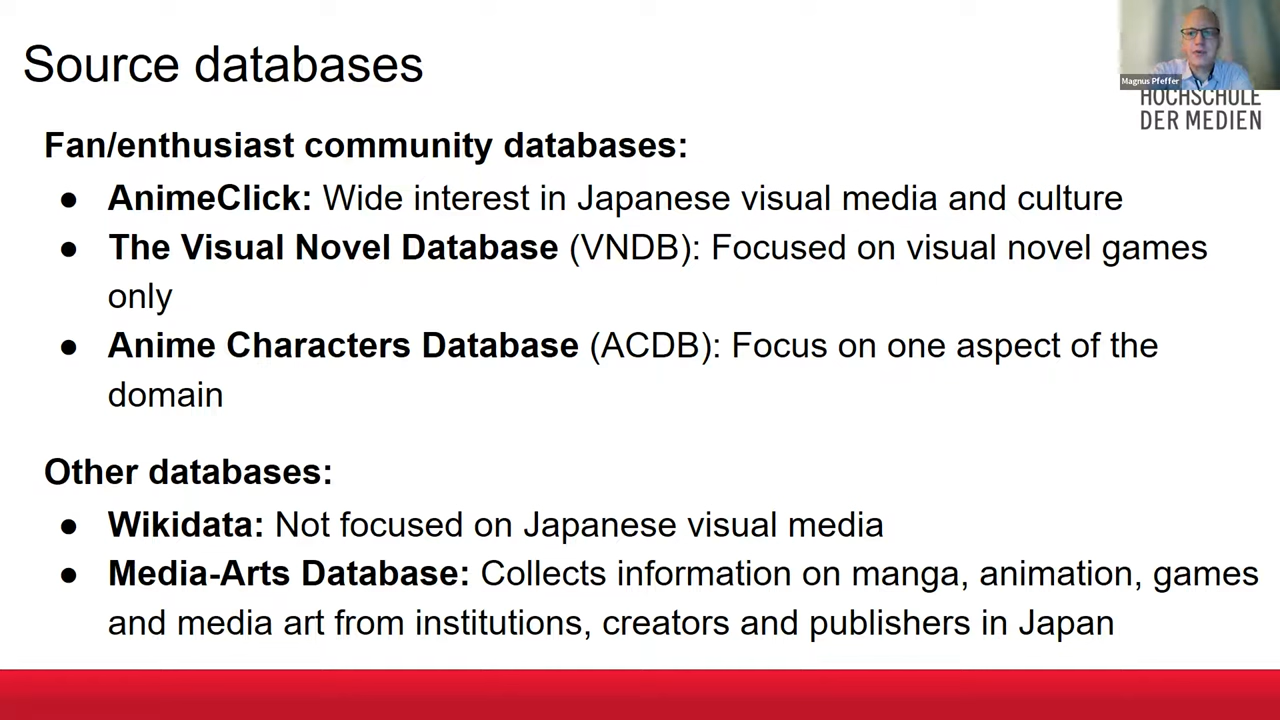 Source databases
Magnus Pfeffer
HOCHSCHULE
DER MEDIEN
Fan/enthusiast community databases:
● AnimeClick: Wide interest in Japanese visual media and culture
● The Visual Novel Database (VNDB): Focused on visual novel games
only
● Anime Characters Database (ACDB): Focus on one aspect of the
domain
Other databases:
● Wikidata: Not focused on Japanese visual media
● Media-Arts Database: Collects information on manga, animation, games
and media art from institutions, creators and publishers in Japan